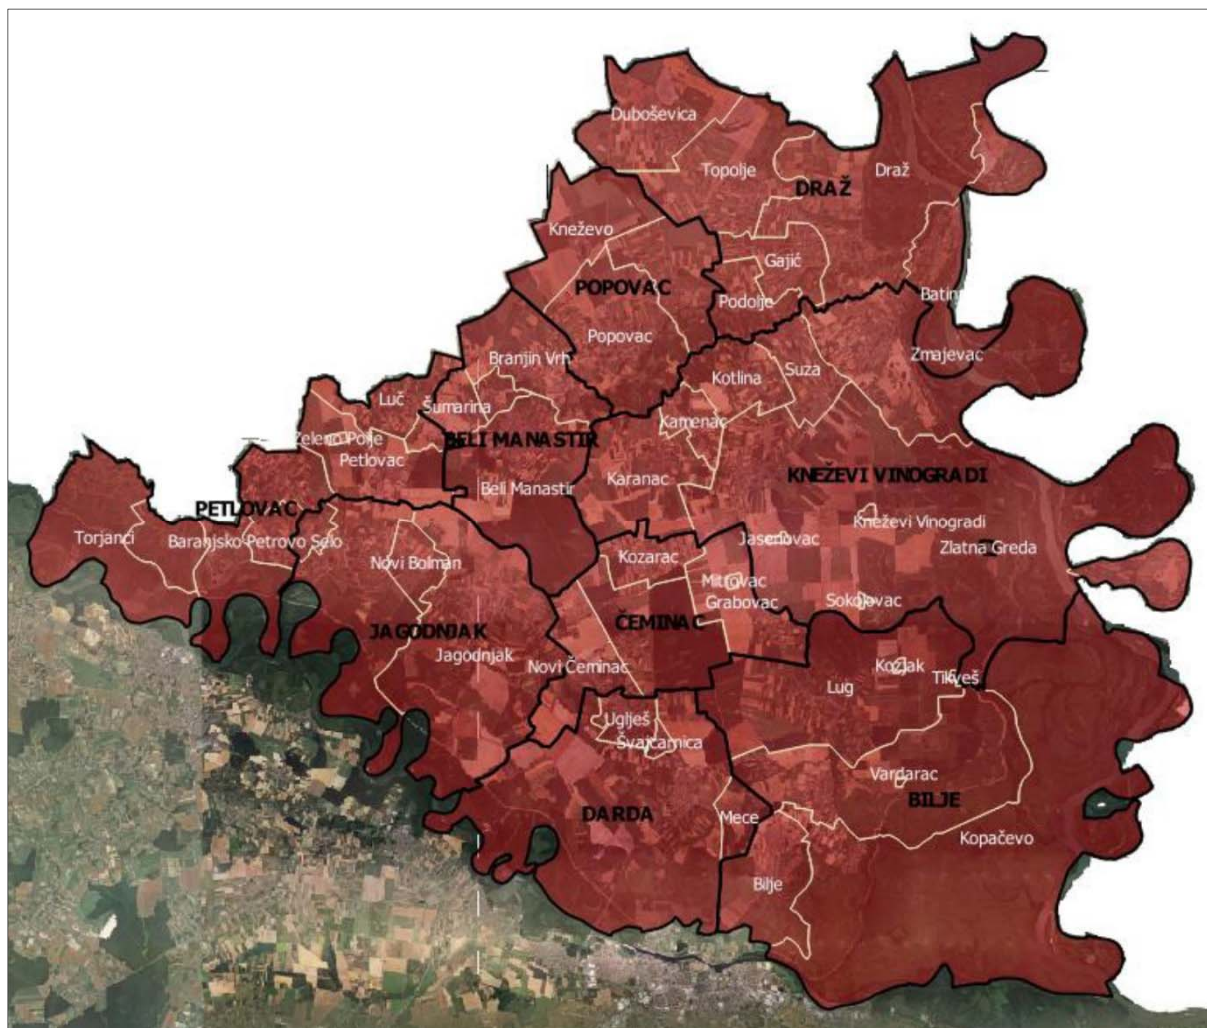 Duboševica
Topolje
Draž
DRAŽ
Kneževo
Gajić
POPOVAC
Podolje
Batina
Popovac
Branjin Vrh
Zmajevac
Kotlina
Suza
Luč
Šumarina
Kamenac
Zeleno Polje
BELI MANASTIR
Petlovac
Karanac
KNEŽEVI VINOGRADI
Beli Manastir
PETLOVAC
Kneževi Vinogradi
Torjanci
Baranjsko Petrovo Selo
Jasenovac
Zlatna Greda
Kozarac
Novi Bolman
Mitrovac
Grabovac
Sokolovac
ČEMINAC
JAGODNJAK
Jagodnjak
Novi Čeminac
Kozjak
Tikveš
Lug
Uglješ
Švajcarnica
Vardarac
BILJE
DARDA
Mece
Kopačevo
Bilje